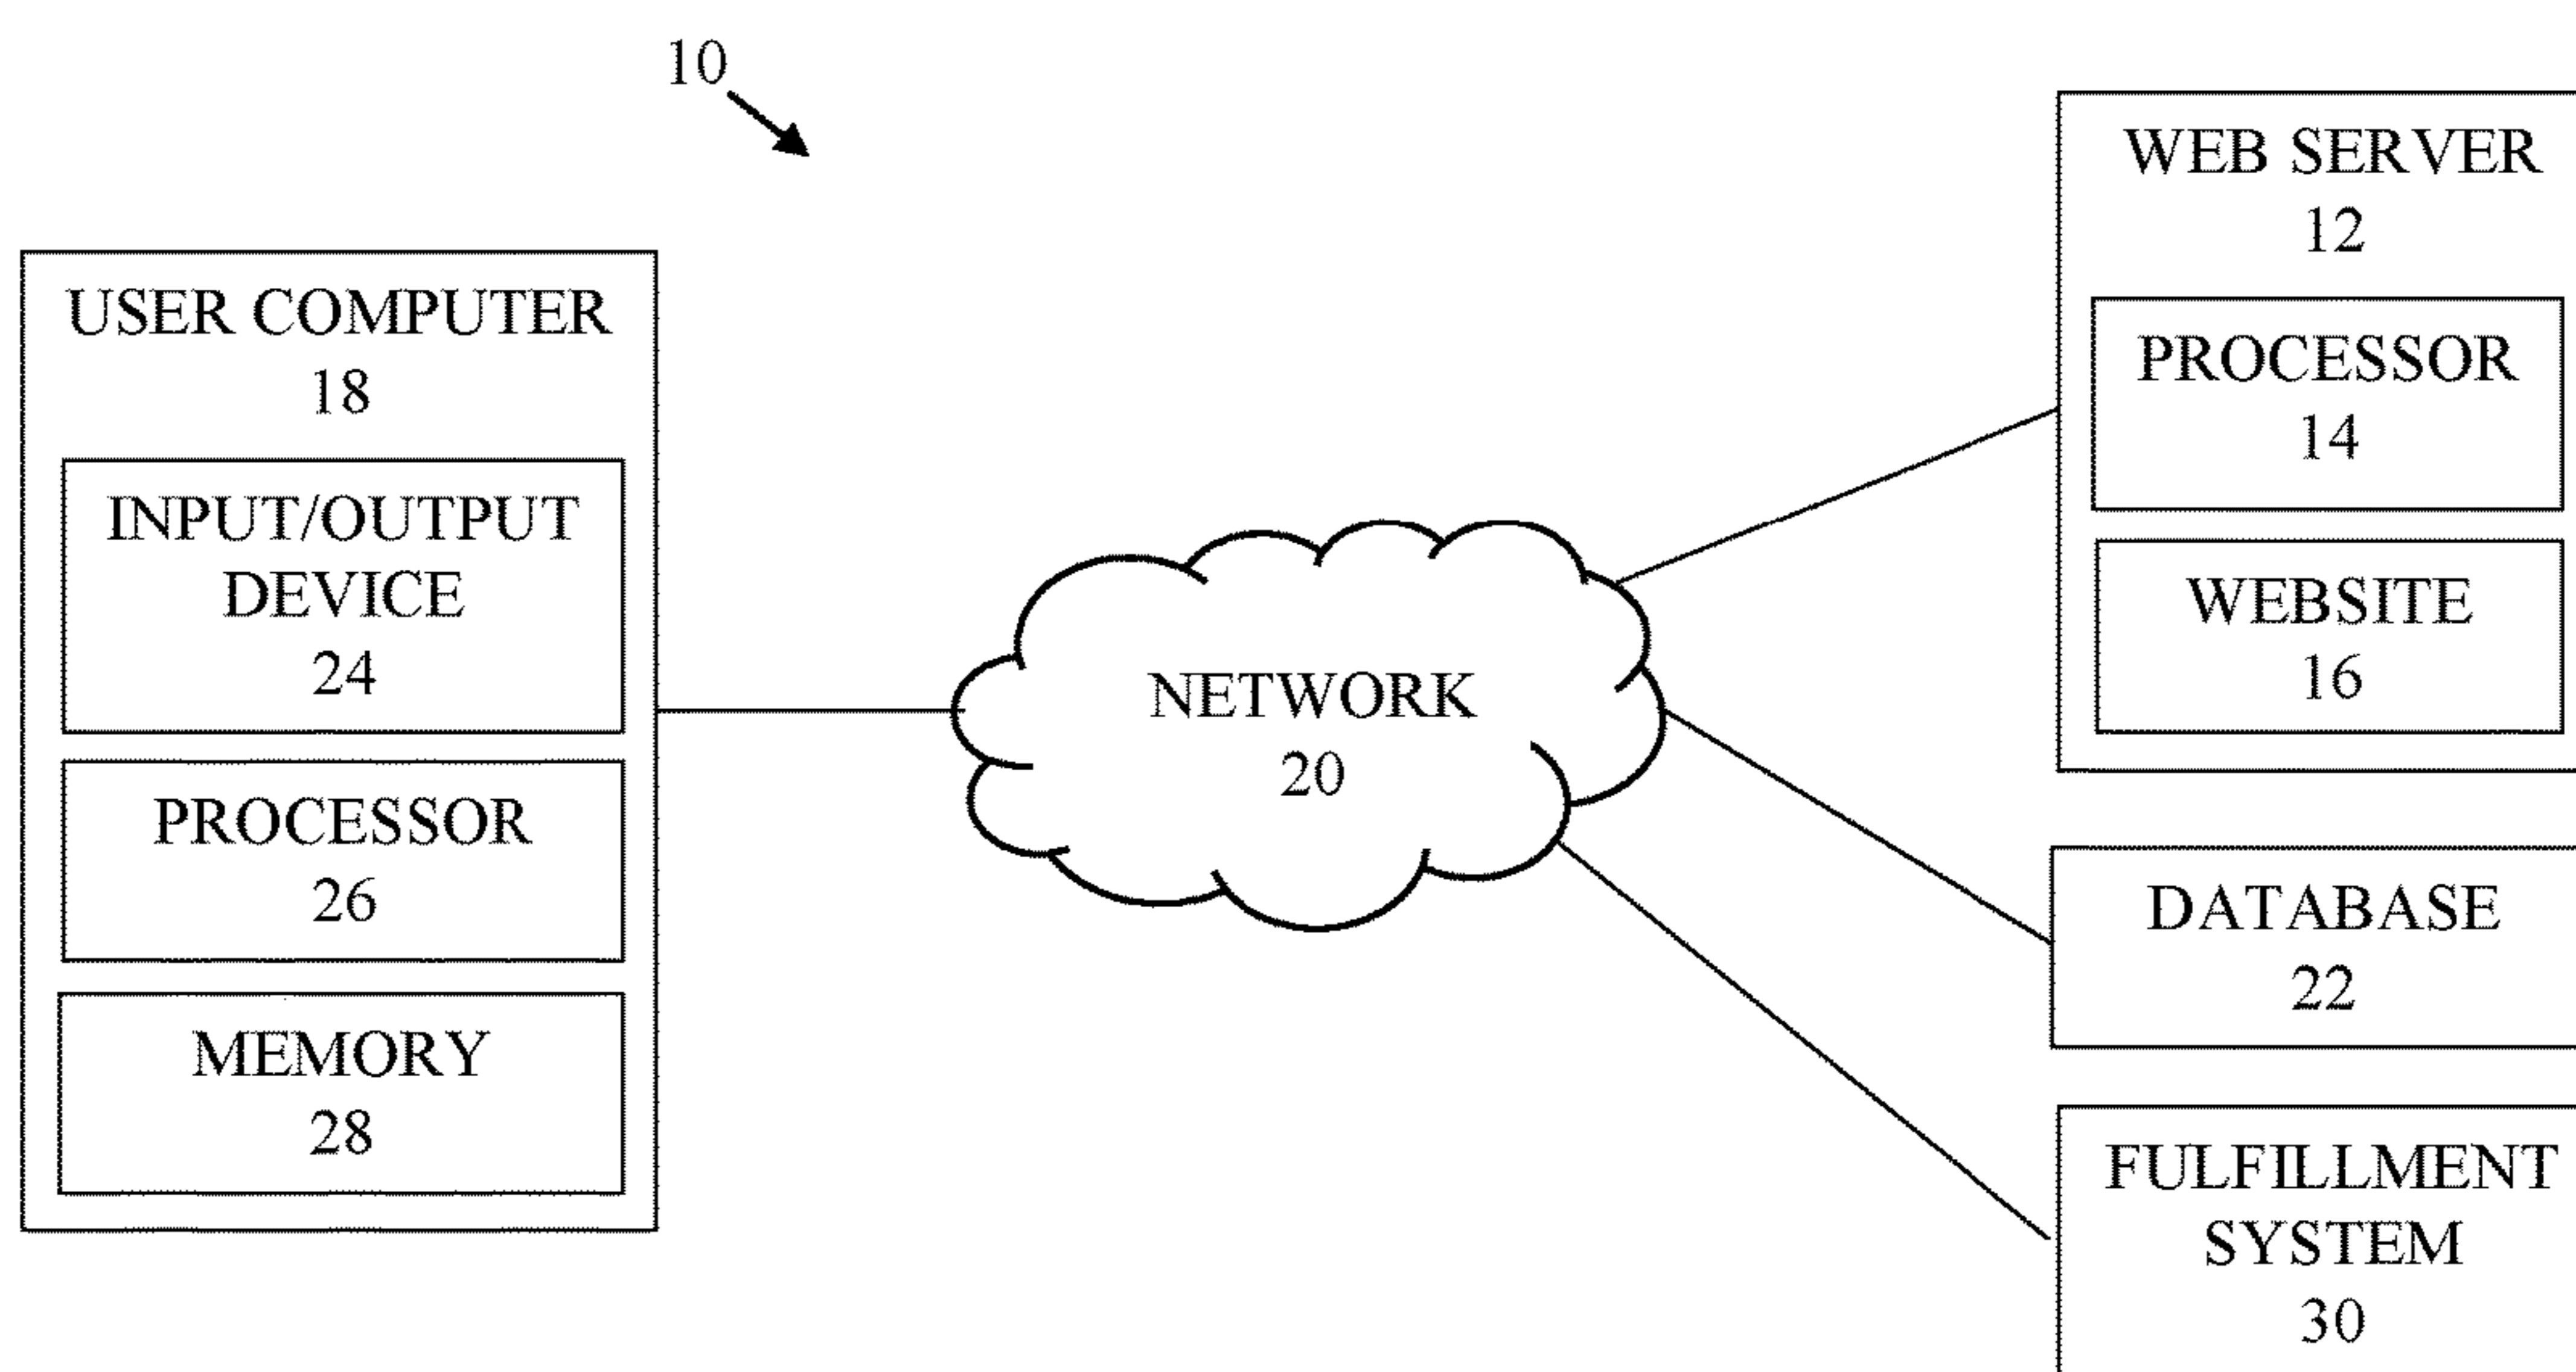 10
USER COMPUTER
18
INPUT/OUTPUT
DEVICE
24
PROCESSOR
26
MEMORY
28
NETWORK
20
WEB SERVER
12
PROCESSOR
14
WEBSITE
16
DATABASE
22
FULFILLMENT
SYSTEM
30